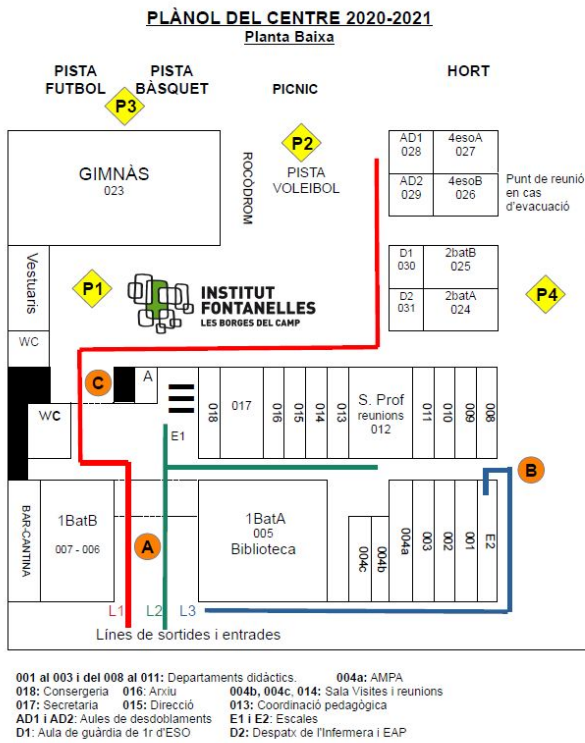 PLÀNOL DEL CENTRE 2020-2021
Planta Baixa
PISTA FUTBOL
PISTA BÀSQUET
PICNIC
HORT
P3
P2
GIMNÀS
023
ROCÒDROM
PISTA VOLEIBOL
AD1 028
4esoA 027
AD2 029
4esoB 026
Punt de reunió
en cas
d'evacuació
Vestuaris
P1
INSTITUT
FONTANELLES
LES BORGES DEL CAMP
D1 030
2batB 025
D2 031
2batA 024
P4
WC
C
A
WC
E1
018
017
016
015
014
013
S. Prof
reunions
012
011
010
009
008
B
BAR-CANTINA
1BatB
007 - 006
A
1BatA
005
Biblioteca
004c
004b
004a
003
002
001
E2
L1
L2
L3
Línes de sortides i entrades
001 al 003 i del 008 al 011: Departaments didàctics. 004a: AMPA
018: Consergeria 016: Arxiu 004b, 004c, 014: Sala Visites i reunions
017: Secretaria 015: Direcció 013: Coordinació pedagògica
AD1 i AD2: Aules de desdoblaments E1 i E2: Escales
D1: Aula de guàrdia de 1r d'ESO D2: Despatx de l'Infermera i EAP